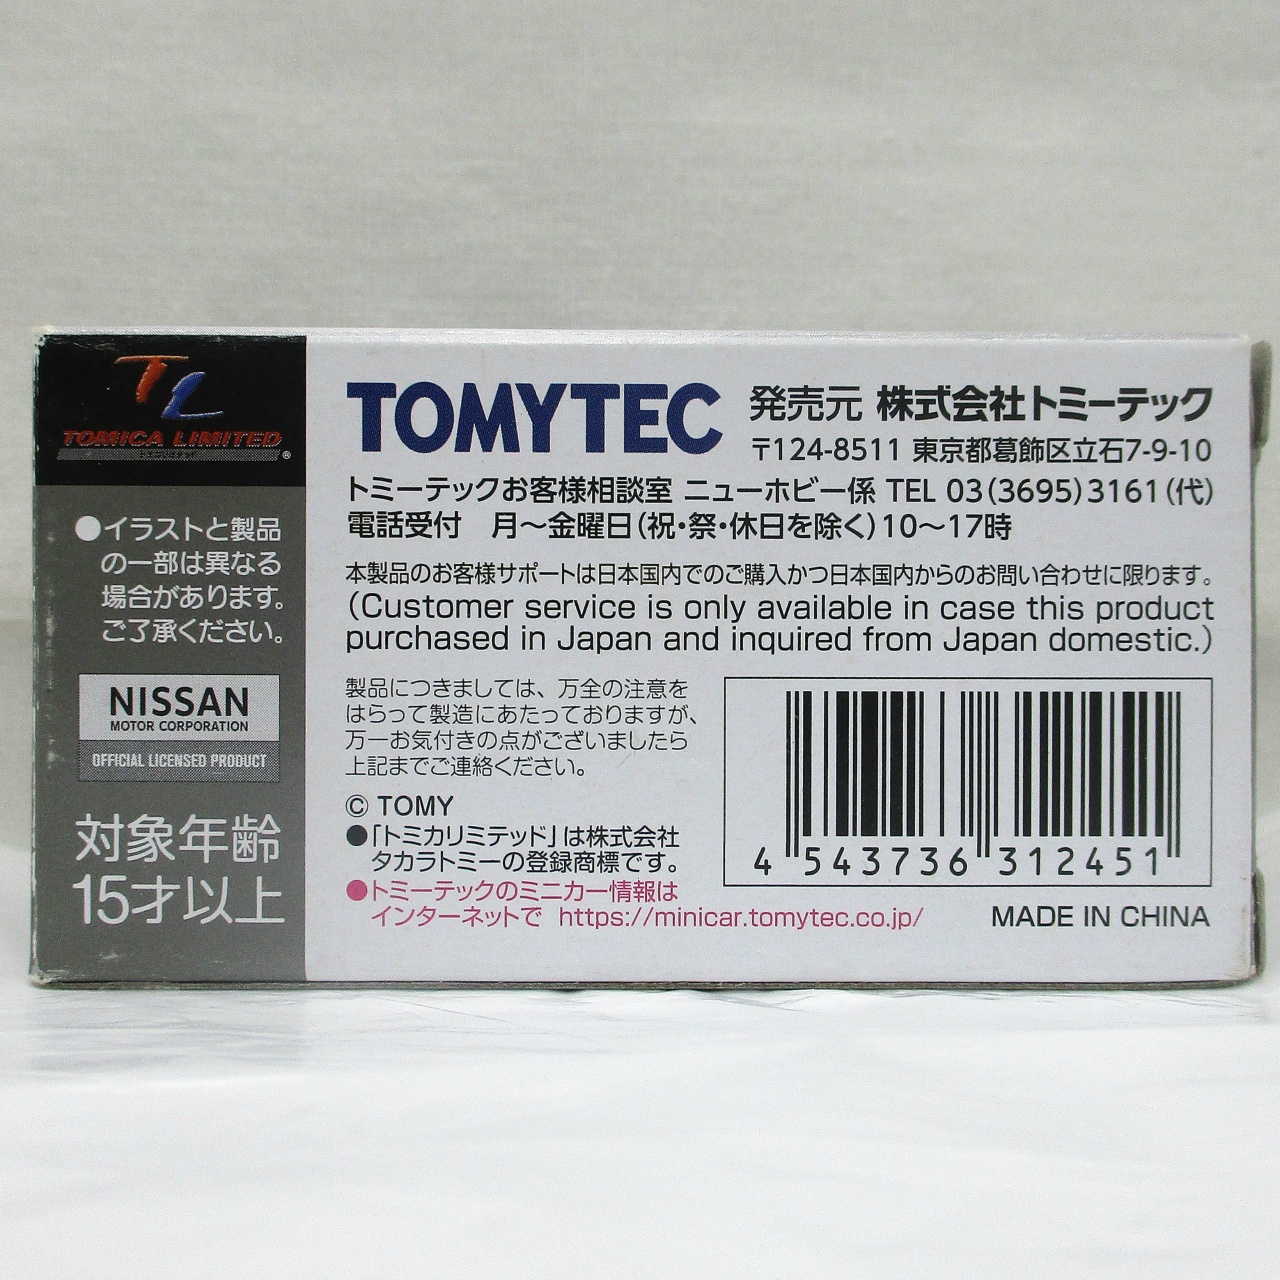 TL
TOMICA LIMITED
®
●イラストと製品
の一部は異なる
場合があります。
ご了承ください。
NISSAN
MOTOR CORPORATION
OFFICIAL LICENSED PRODUCT
対象年齢
15才以上
TOMYTEC
発売元 株式会社トミーテック
〒124-8511 東京都葛飾区立石7-9-10
トミーテックお客様相談室 ニューホビー係 TEL 03(3695)3161(代)
電話受付 月〜金曜日(祝・祭・休日を除く)10〜17時
本製品のお客様サポートは日本国内でのご購入かつ日本国内からのお問い合わせに限ります。
(Customer service is only available in case this product
purchased in Japan and inquired from Japan domestic.)
製品につきましては、万全の注意を
はらって製造にあたっておりますが、
万一お気付きの点がございましたら
上記までご連絡ください。
© TOMY
●「トミカリミテッド」は株式会社
タカラトミーの登録商標です。
●トミーテックのミニカー情報は
インターネットで https://minicar.tomytec.co.jp/
4 543736 312451
MADE IN CHINA